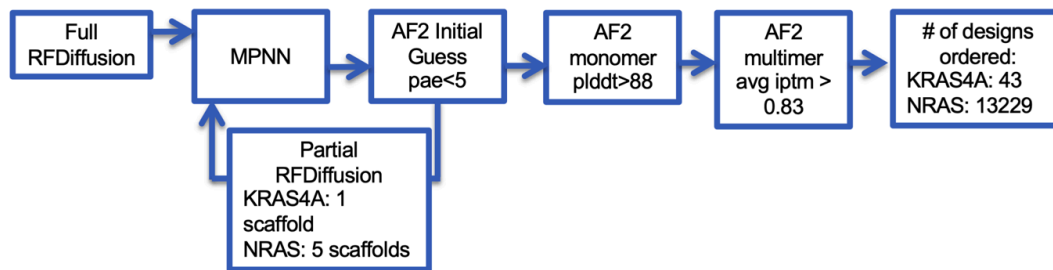 Full
RFDiffusion
MPNN
AF2 Initial
Guess
pae<5
AF2
monomer
plddt>88
AF2
multimer
avg iptm >
0.83
# of designs
ordered:
KRAS4A: 43
NRAS: 13229
Partial
RFDiffusion
KRAS4A: 1
scaffold
NRAS: 5 scaffolds